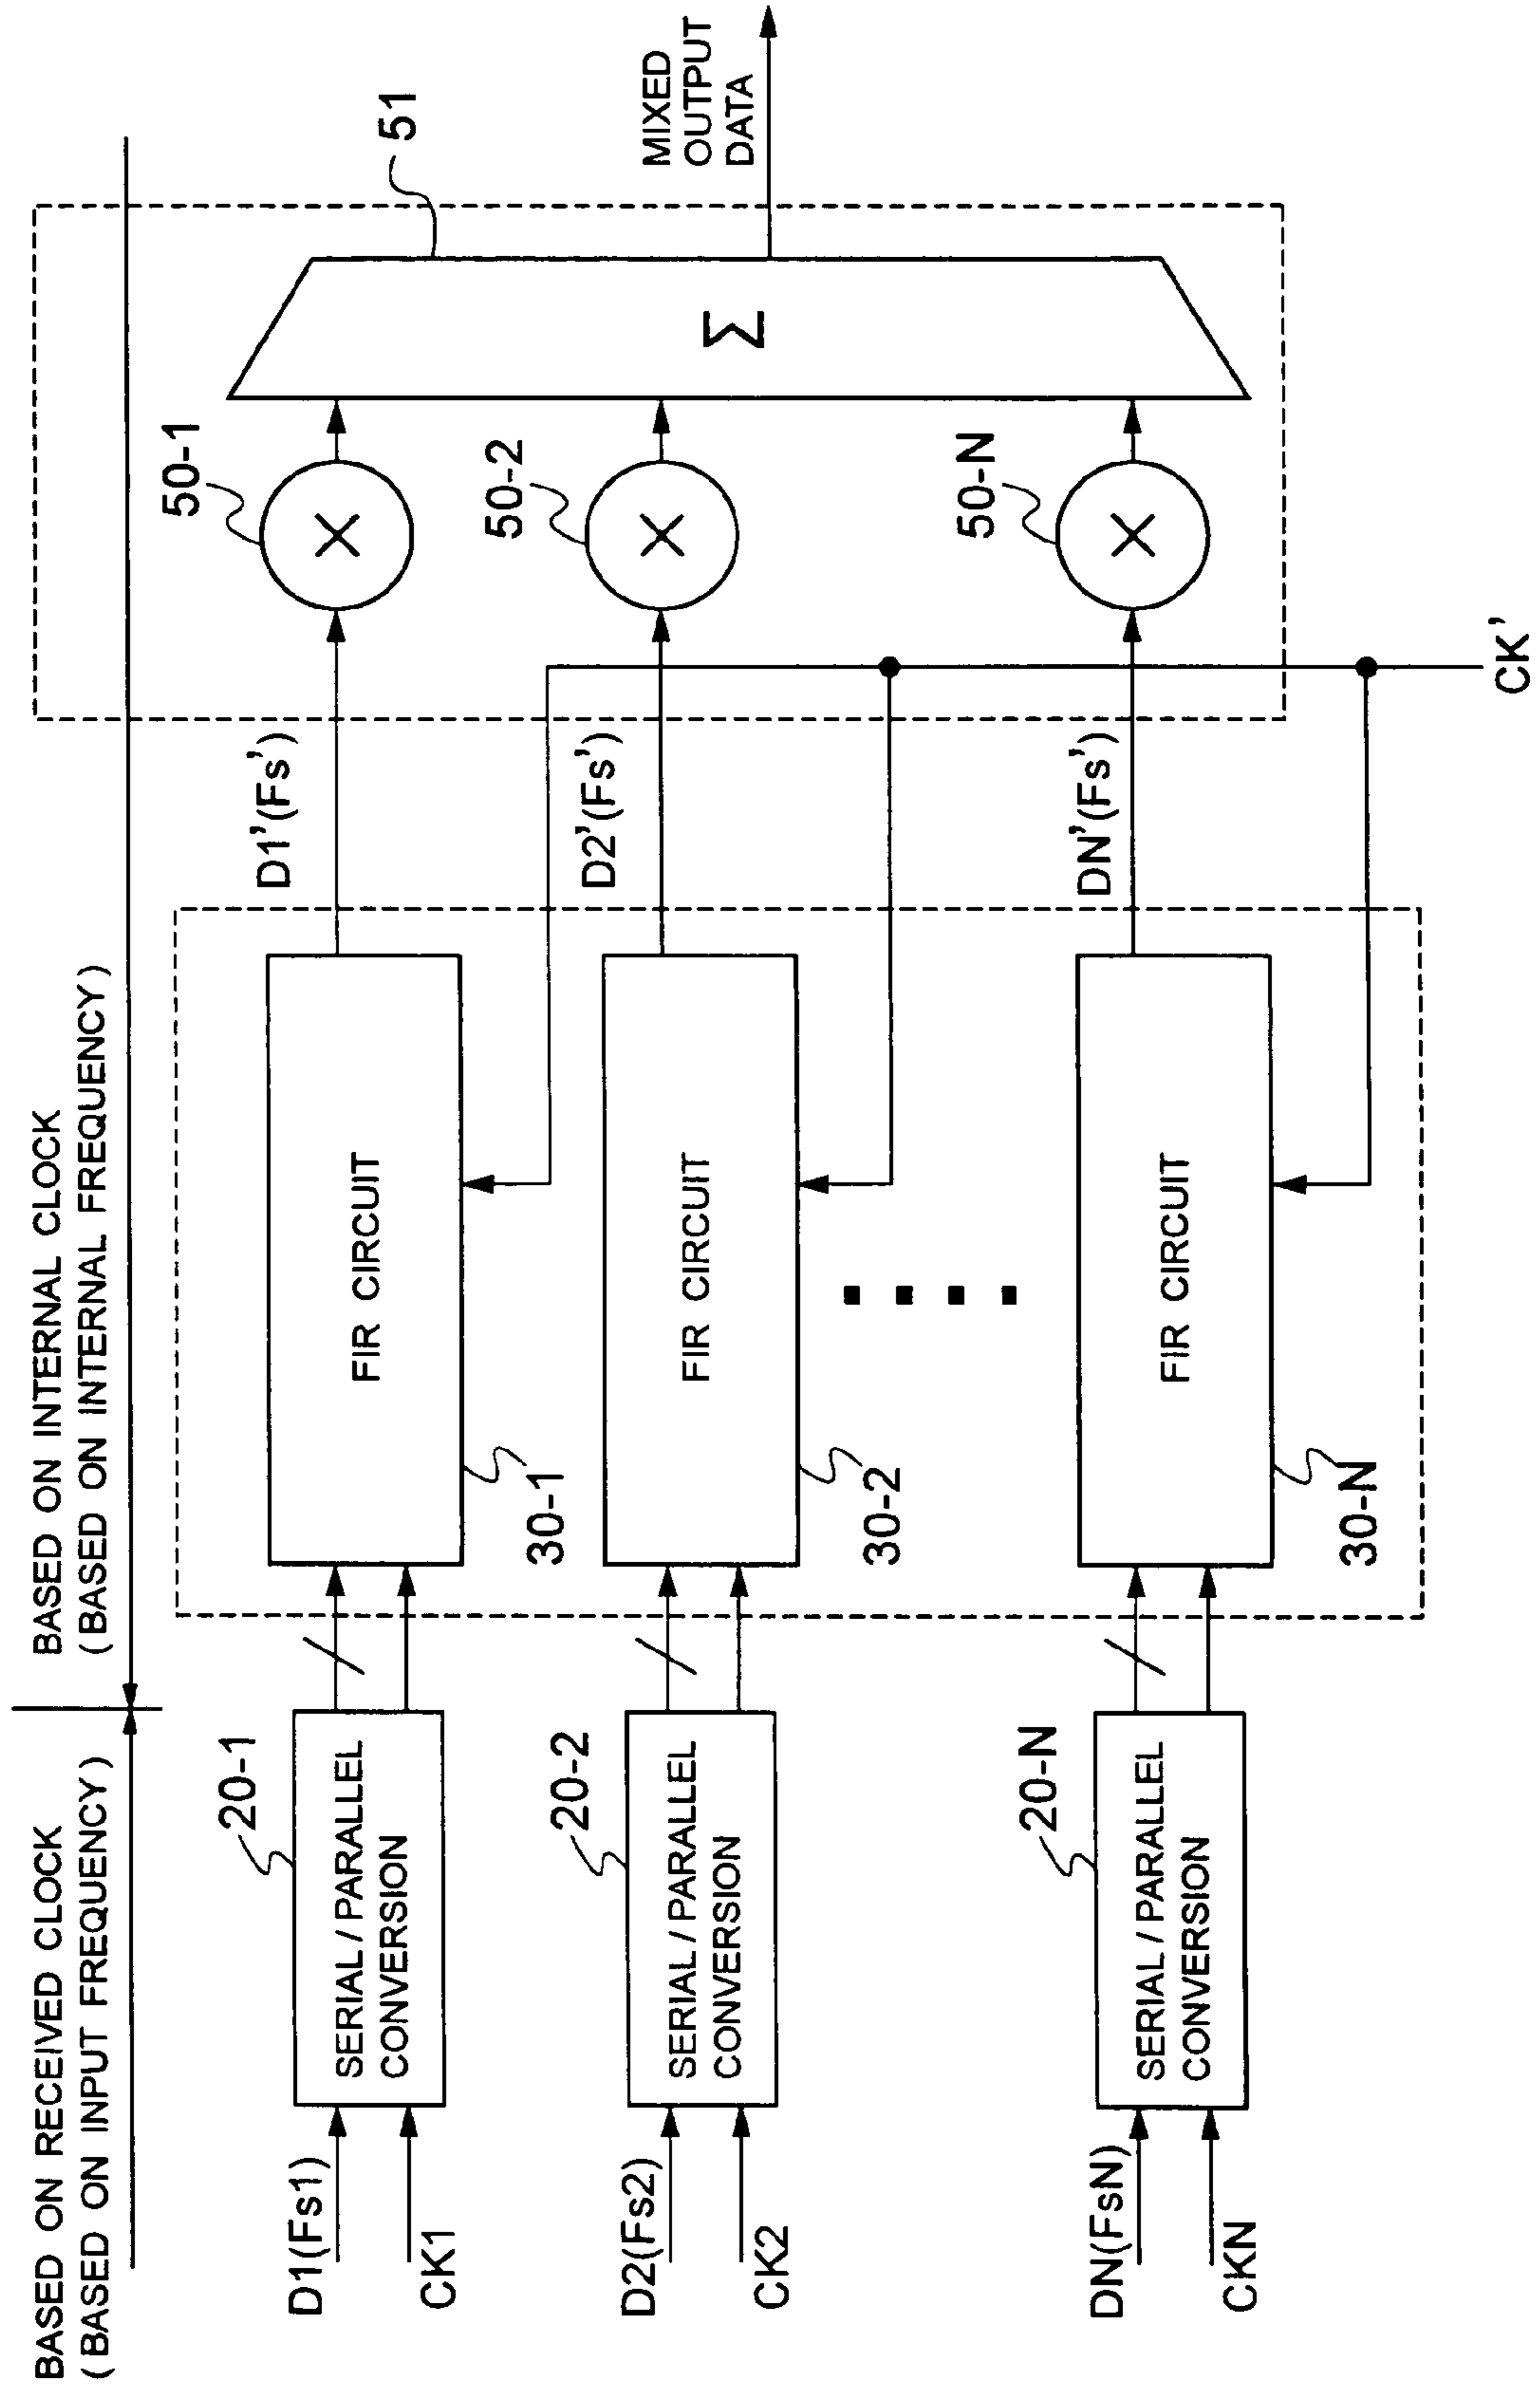 BASED ON RECEIVED CLOCK
(BASED ON INPUT FREQUENCY)
BASED ON INTERNAL CLOCK
(BASED ON INTERNAL FREQUENCY)
D1(Fs1)
CK1
20-1
SERIAL / PARALLEL
CONVERSION
30-1
FIR CIRCUIT
D1'(Fs')
50-1
×
D2(Fs2)
CK2
20-2
SERIAL / PARALLEL
CONVERSION
30-2
FIR CIRCUIT
D2'(Fs')
50-2
×
DN(FsN)
CKN
20-N
SERIAL / PARALLEL
CONVERSION
30-N
FIR CIRCUIT
DN'(Fs')
50-N
×
CK'
Σ
51
MIXED
OUTPUT
DATA